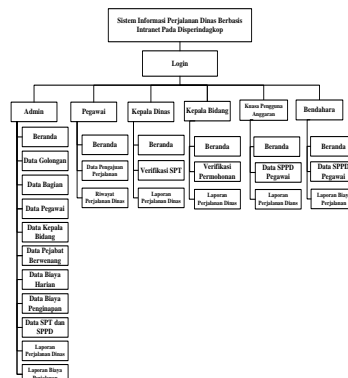 Sistem Informasi Perjalanan Dinas Berbasis
Intranet Pada Disperindagkop
Login
Admin
Beranda
Data Golongan
Data Bagian
Data Pegawai
Data Kepala
Bidang
Data Pejabat
Berwenang
Data Biaya
Harian
Data Biaya
Penginapan
Data SPT dan
SPPD
Laporan
Perjalanan Dinas
Laporan Biaya
Perjalanan
Pegawai
Beranda
Data Pengajuan
Perjalanan
Riwayat
Perjalanan Dinas
Kepala Dinas
Beranda
Verifikasi SPT
Laporan
Perjalanan Dinas
Kepala Bidang
Beranda
Verifikasi
Permohonan
Laporan
Perjalanan Dinas
Kuasa Pengguna
Anggaran
Beranda
Data SPPD
Pegawai
Laporan
Perjalanan Dians
Bendahara
Beranda
Data SPPD
Pegawai
Laporan Biaya
Perjalanan Dinas